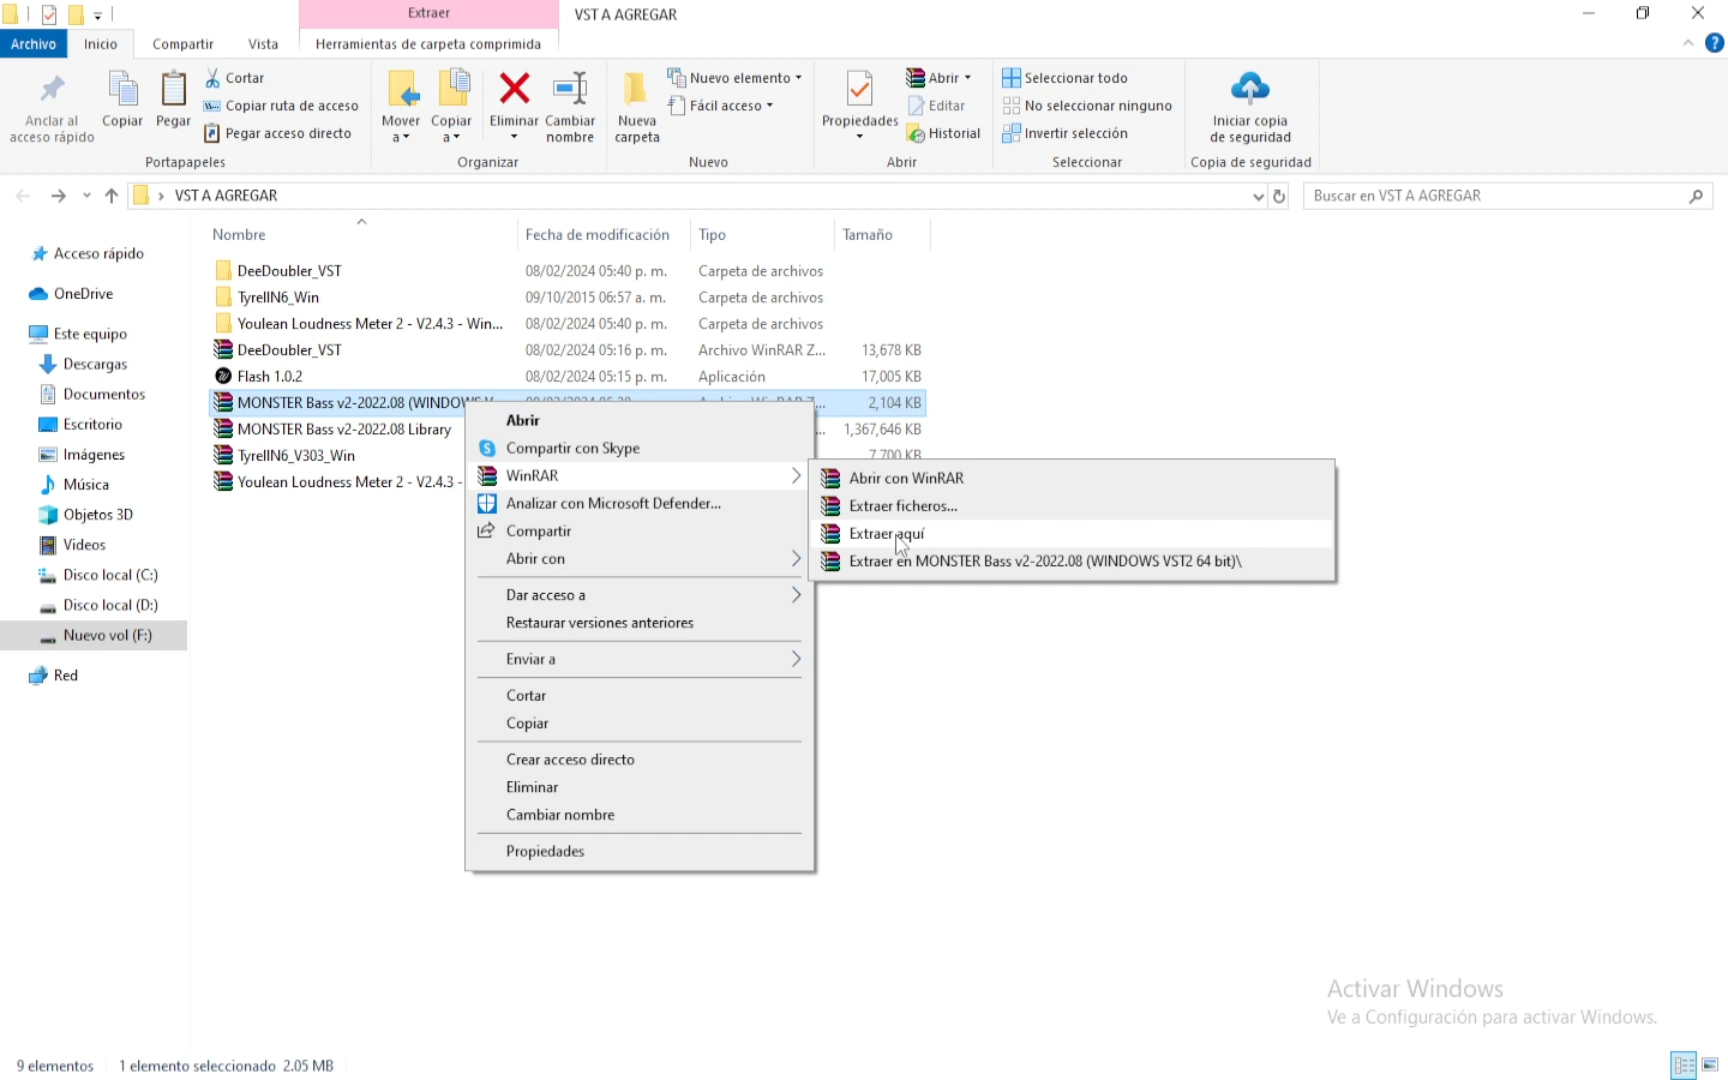 Extraer
VST A AGREGAR
Archivo
Inicio
Compartir
Vista
Herramientas de carpeta comprimida
Anclar al
acceso rápido
Copiar
Pegar
Cortar
Copiar ruta de acceso
Pegar acceso directo
Portapapeles
Mover
a
Copiar
a
Eliminar
Cambiar
nombre
Organizar
Nueva
carpeta
Nuevo elemento
Fácil acceso
Nuevo
Propiedades
Abrir
Editar
Historial
Abrir
Seleccionar todo
No seleccionar ninguno
Invertir selección
Seleccionar
Iniciar copia
de seguridad
Copia de seguridad
VST A AGREGAR
Buscar en VST A AGREGAR
Acceso rápido
OneDrive
Este equipo
Descargas
Documentos
Escritorio
Imágenes
Música
Objetos 3D
Videos
Disco local (C:)
Disco local (D:)
Nuevo vol (F:)
Red
Nombre Fecha de modificación Tipo Tamaño
DeeDoubler_VST 08/02/2024 05:40 p. m. Carpeta de archivos
TyrellN6_Win 09/10/2015 06:57 a. m. Carpeta de archivos
Youlean Loudness Meter 2 - V2.4.3 - Win... 08/02/2024 05:40 p. m. Carpeta de archivos
DeeDoubler_VST 08/02/2024 05:16 p. m. Archivo WinRAR Z... 13,678 KB
Flash 1.0.2 08/02/2024 05:15 p. m. Aplicación 17,005 KB
MONSTER Bass v2-2022.08 (WINDOWS 2,104 KB
MONSTER Bass v2-2022.08 Library ... 1,367,646 KB
TyrellN6_V303_Win 7,700 KB
Youlean Loudness Meter 2 - V2.4.3 -
Abrir
Compartir con Skype
WinRAR
Analizar con Microsoft Defender...
Compartir
Abrir con
Dar acceso a
Restaurar versiones anteriores
Enviar a
Cortar
Copiar
Crear acceso directo
Eliminar
Cambiar nombre
Propiedades
Abrir con WinRAR
Extraer ficheros...
Extraer aquí
Extraer en MONSTER Bass v2-2022.08 (WINDOWS VST2 64 bit)\
Activar Windows
Ve a Configuración para activar Windows.
9 elementos
1 elemento seleccionado 2.05 MB